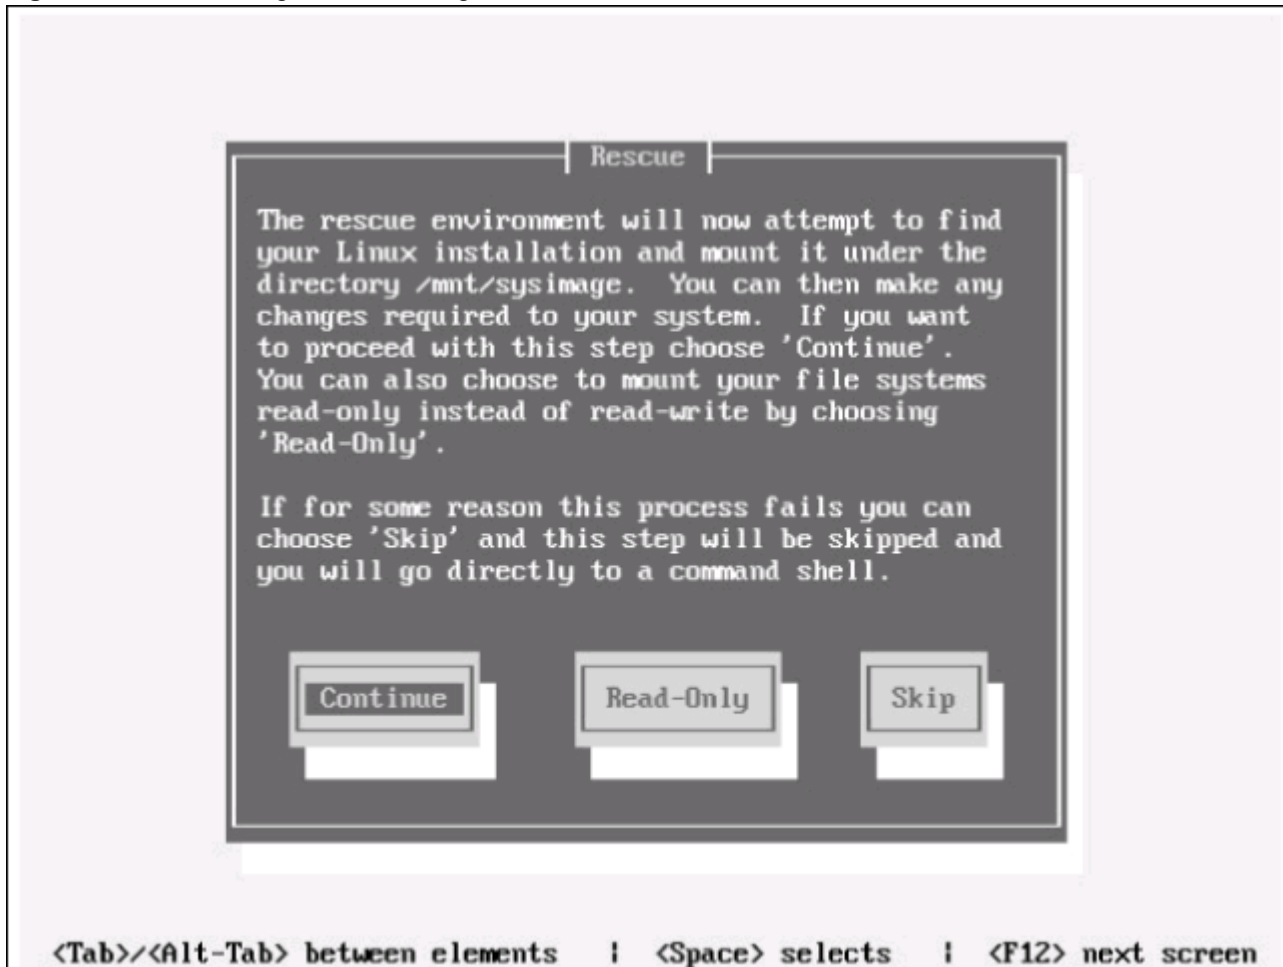 Rescue
The rescue environment will now attempt to find
your Linux installation and mount it under the
directory /mnt/sysimage.  You can then make any
changes required to your system.  If you want
to proceed with this step choose 'Continue'.
You can also choose to mount your file systems
read-only instead of read-write by choosing
'Read-Only'.
If for some reason this process fails you can
choose 'Skip' and this step will be skipped and
you will go directly to a command shell.
Continue Read-Only Skip
<Tab>/<Alt-Tab> between elements | <Space> selects | <F12> next screen